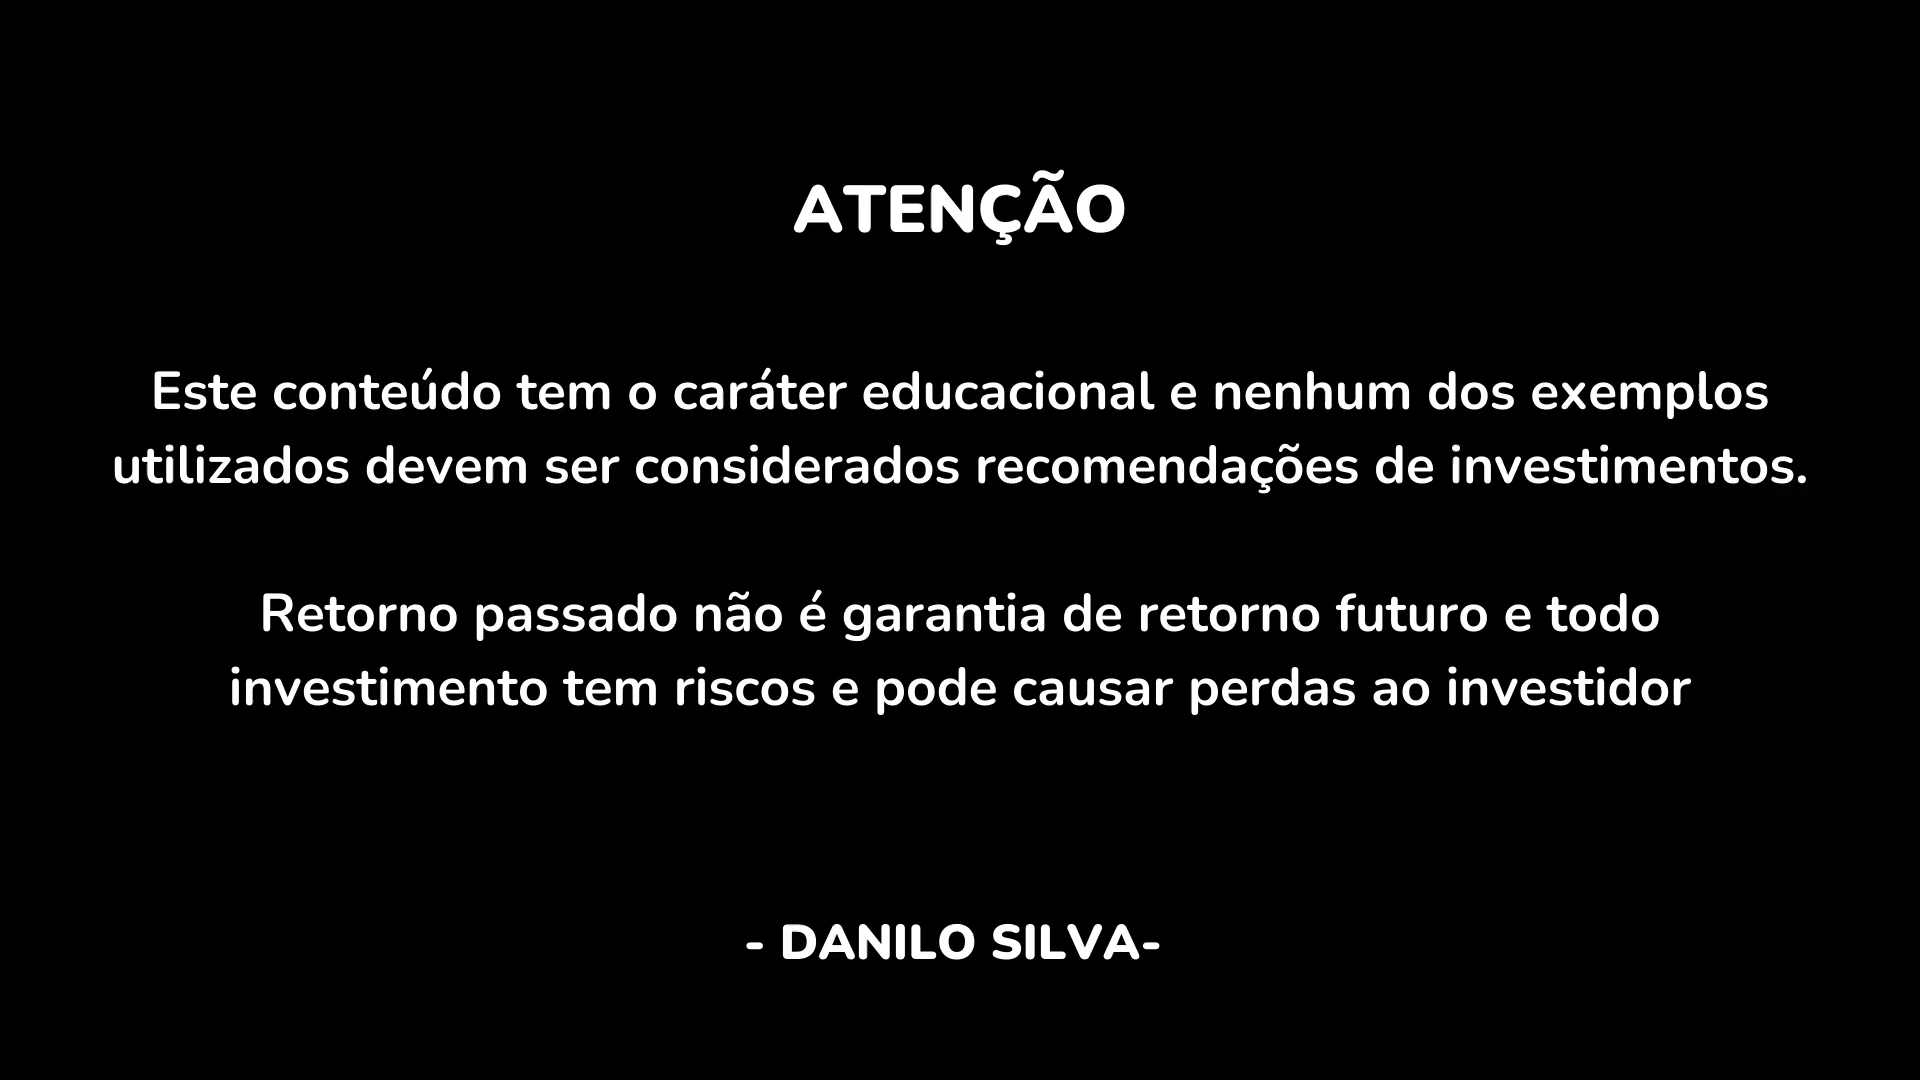 ATENÇÃO
Este conteúdo tem o caráter educacional e nenhum dos exemplos
utilizados devem ser considerados recomendações de investimentos.
Retorno passado não é garantia de retorno futuro e todo
investimento tem riscos e pode causar perdas ao investidor
- DANILO SILVA-